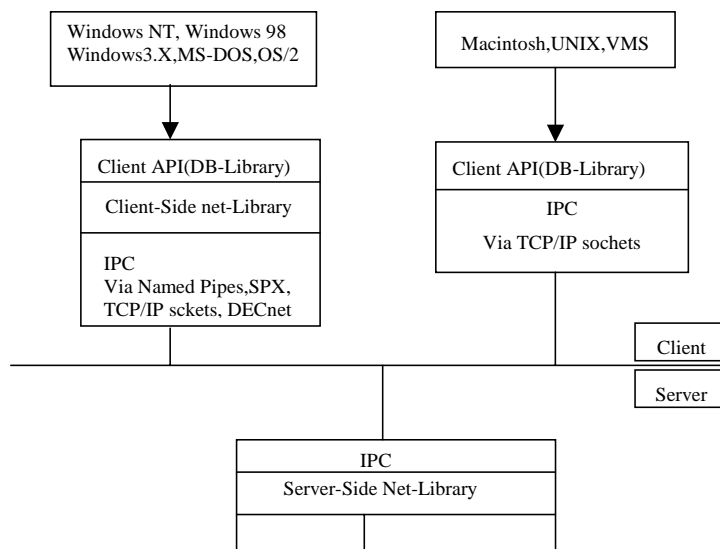 Windows NT, Windows 98
Windows3.X,MS-DOS,OS/2
Macintosh,UNIX,VMS
Client API(DB-Library)
Client-Side net-Library
IPC
Via Named Pipes,SPX,
TCP/IP sckets, DECnet
Client API(DB-Library)
IPC
Via TCP/IP sochets
Client
Server
IPC
Server-Side Net-Library